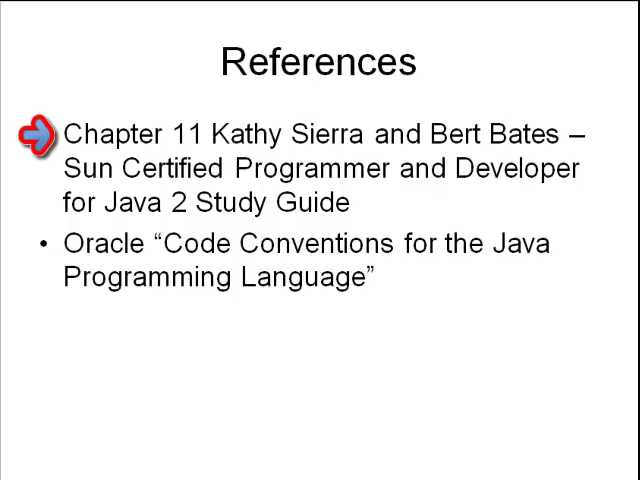 References
Chapter 11 Kathy Sierra and Bert Bates –
Sun Certified Programmer and Developer
for Java 2 Study Guide
• Oracle “Code Conventions for the Java
Programming Language”